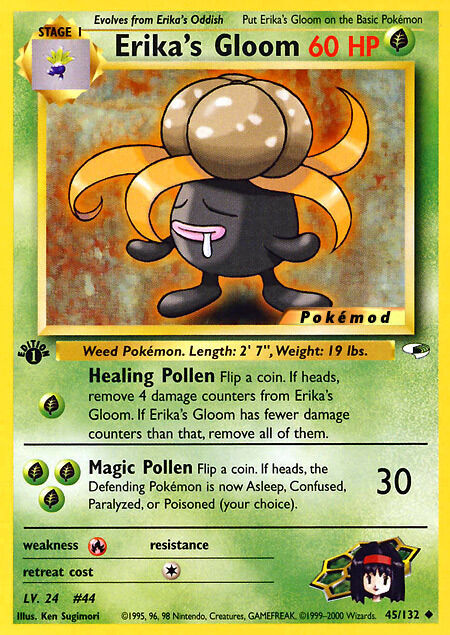 Evolves from Erika's Oddish Put Erika's Gloom on the Basic Pokémon
STAGE 1
Erika's Gloom 60 HP
Pokémod
EDITION
1
Weed Pokémon. Length: 2' 7", Weight: 19 lbs.
Healing Pollen Flip a coin. If heads,
remove 4 damage counters from Erika's
Gloom. If Erika's Gloom has fewer damage
counters than that, remove all of them.
Magic Pollen Flip a coin. If heads, the
Defending Pokémon is now Asleep, Confused,
Paralyzed, or Poisoned (your choice).
30
weakness resistance
retreat cost
LV. 24 #44
Illus. Ken Sugimori ©1995, 96, 98 Nintendo, Creatures, GAMEFREAK. ©1999-2000 Wizards. 45/132